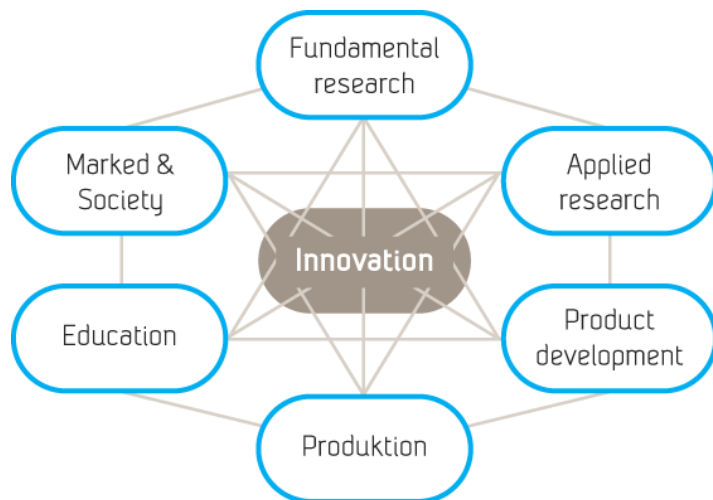 Fundamental
research
Marked &
Society
Applied
research
Innovation
Education
Product
development
Produktion